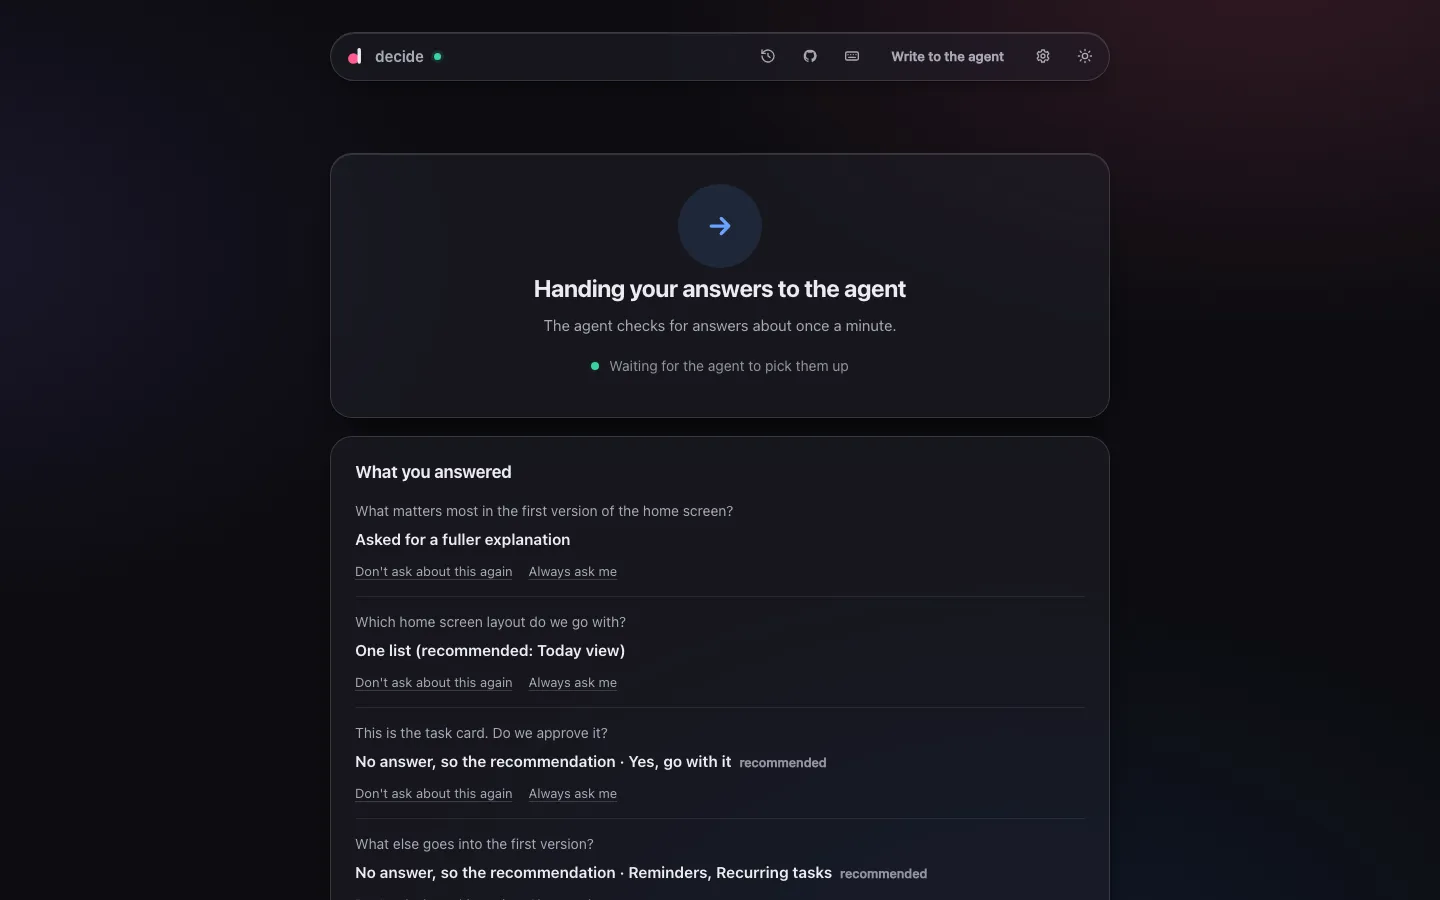 decide
Write to the agent
Handing your answers to the agent
The agent checks for answers about once a minute.
Waiting for the agent to pick them up
What you answered
What matters most in the first version of the home screen?
Asked for a fuller explanation
Don't ask about this again Always ask me
Which home screen layout do we go with?
One list (recommended: Today view)
Don't ask about this again Always ask me
This is the task card. Do we approve it?
No answer, so the recommendation · Yes, go with it recommended
Don't ask about this again Always ask me
What else goes into the first version?
No answer, so the recommendation · Reminders, Recurring tasks recommended